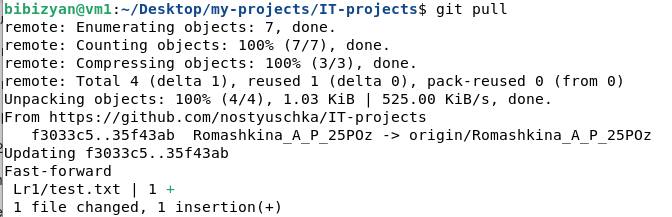 bibizyan@vm1:~/Desktop/my-projects/IT-projects$ git pull
remote: Enumerating objects: 7, done.
remote: Counting objects: 100% (7/7), done.
remote: Compressing objects: 100% (3/3), done.
remote: Total 4 (delta 1), reused 1 (delta 0), pack-reused 0 (from 0)
Unpacking objects: 100% (4/4), 1.03 KiB | 525.00 KiB/s, done.
From https://github.com/nostyuschka/IT-projects
   f3033c5..35f43ab  Romashkina_A_P_25POz -> origin/Romashkina_A_P_25POz
Updating f3033c5..35f43ab
Fast-forward
 Lr1/test.txt | 1 +
 1 file changed, 1 insertion(+)